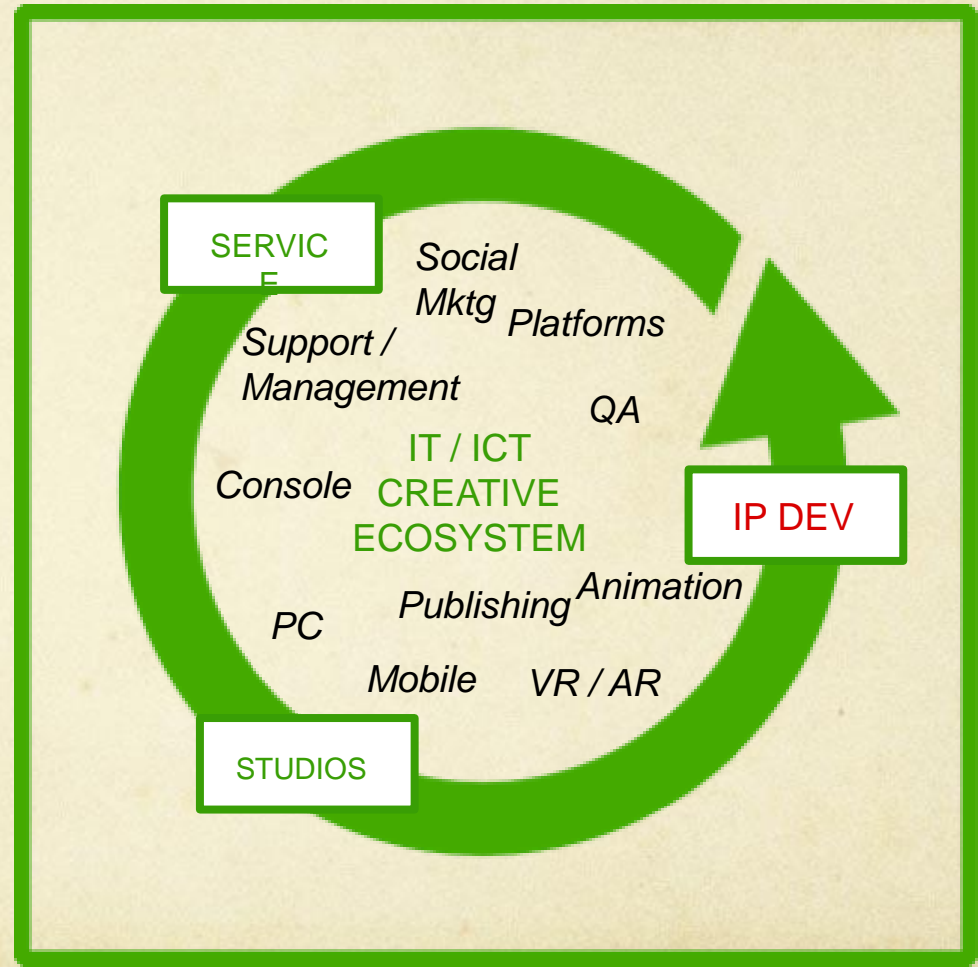 SERVIC
E
Social
Mktg
Platforms
Support /
Management
QA
IT / ICT
CREATIVE
ECOSYSTEM
Console
IP DEV
Animation
Publishing
PC
Mobile
VR / AR
STUDIOS